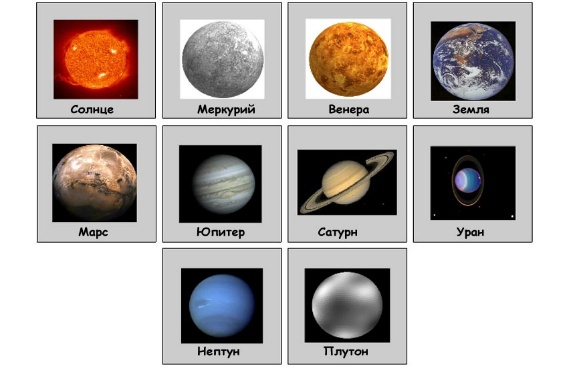 Солнце
Меркурий
Венера
Земля
Марс
Юпитер
Сатурн
Уран
Нептун
Плутон